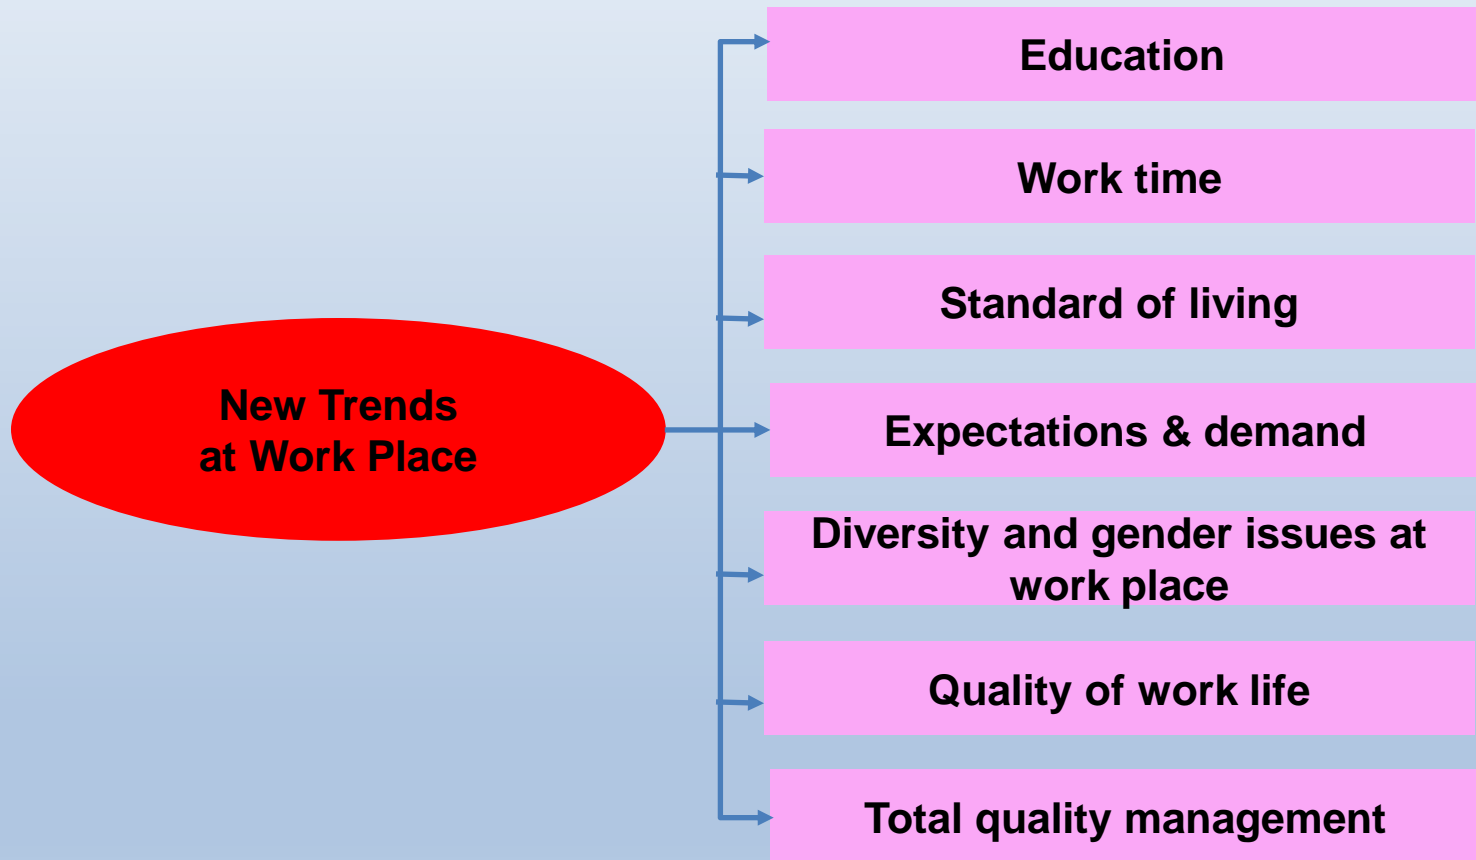 New Trends
at Work Place
Education
Work time
Standard of living
Expectations & demand
Diversity and gender issues at
work place
Quality of work life
Total quality management